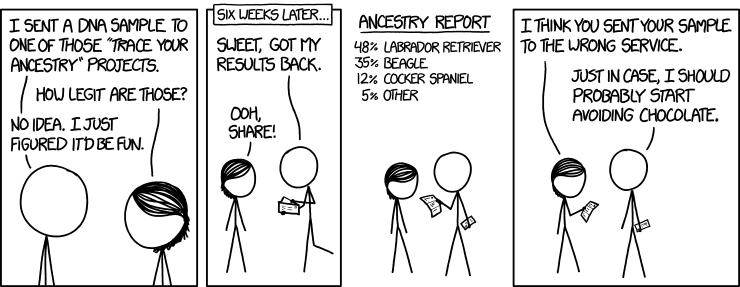 I SENT A DNA SAMPLE TO
ONE OF THOSE "TRACE YOUR
ANCESTRY" PROJECTS.
HOW LEGIT ARE THOSE?
NO IDEA. I JUST
FIGURED IT'D BE FUN.
SIX WEEKS LATER...
SWEET, GOT MY
RESULTS BACK.
OOH,
SHARE!
ANCESTRY REPORT
48% LABRADOR RETRIEVER
35% BEAGLE
12% COCKER SPANIEL
5% OTHER
I THINK YOU SENT YOUR SAMPLE
TO THE WRONG SERVICE.
JUST IN CASE, I SHOULD
PROBABLY START
AVOIDING CHOCOLATE.